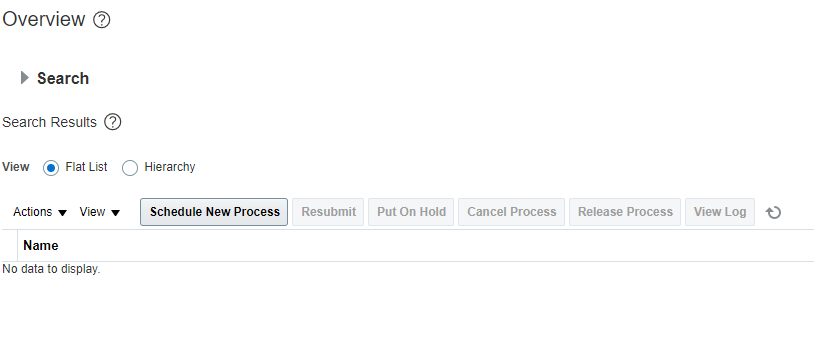 Overview
Search
Search Results
View Flat List Hierarchy
Actions View Schedule New Process Resubmit Put On Hold Cancel Process Release Process View Log
Name
No data to display.